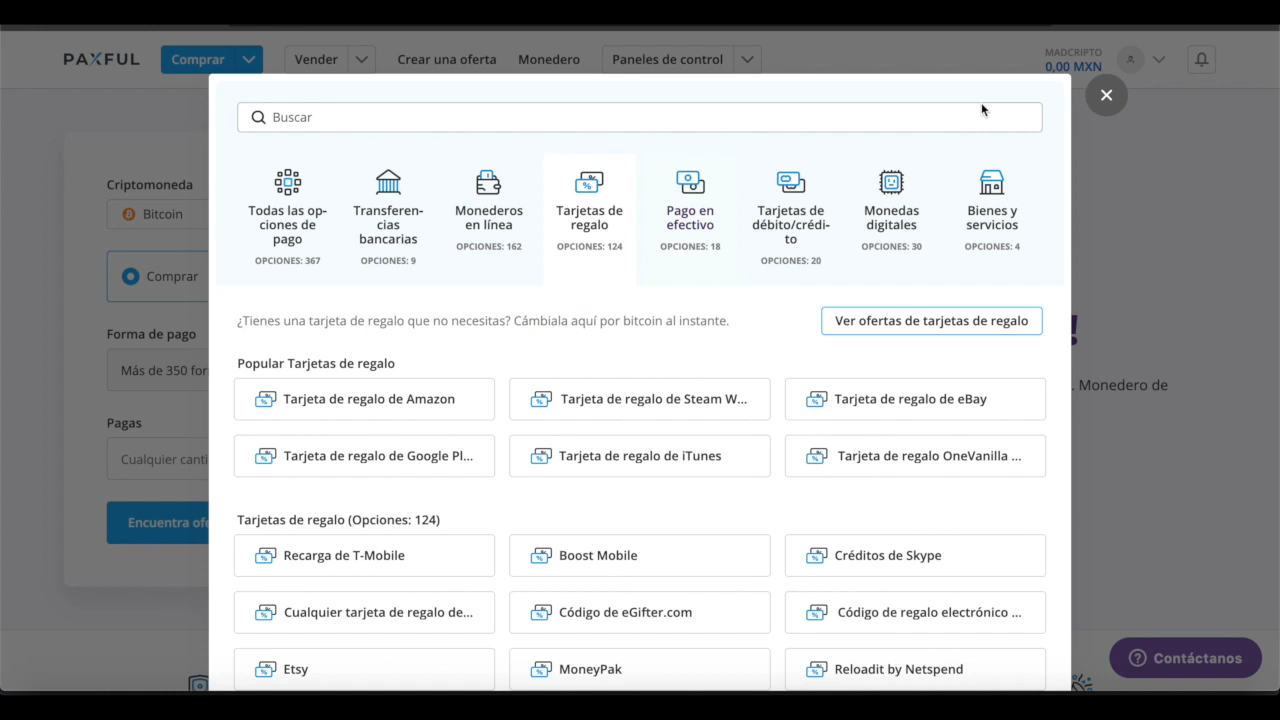 PAXFUL
Comprar
Vender
Crear una oferta
Monedero
Paneles de control
MADCRIPTO
0,00 MXN
Buscar
Todas las op-
ciones de
pago
OPCIONES: 367
Transferen-
cias
bancarias
OPCIONES: 9
Monederos
en línea
OPCIONES: 162
Tarjetas de
regalo
OPCIONES: 124
Pago en
efectivo
OPCIONES: 18
Tarjetas de
débito/crédi-
to
OPCIONES: 20
Monedas
digitales
OPCIONES: 30
Bienes y
servicios
OPCIONES: 4
¿Tienes una tarjeta de regalo que no necesitas? Cámbiala aquí por bitcoin al instante.
Ver ofertas de tarjetas de regalo
Popular Tarjetas de regalo
Tarjeta de regalo de Amazon
Tarjeta de regalo de Steam W...
Tarjeta de regalo de eBay
Tarjeta de regalo de Google Pl...
Tarjeta de regalo de iTunes
Tarjeta de regalo OneVanilla ...
Tarjetas de regalo (Opciones: 124)
Recarga de T-Mobile
Boost Mobile
Créditos de Skype
Cualquier tarjeta de regalo de...
Código de eGifter.com
Código de regalo electrónico ...
Etsy
MoneyPak
Reloadit by Netspend
Criptomoneda
Bitcoin
Comprar
Forma de pago
Más de 350 for
Pagas
Cualquier canti
Encuentra ofe
!
. Monedero de
Contáctanos